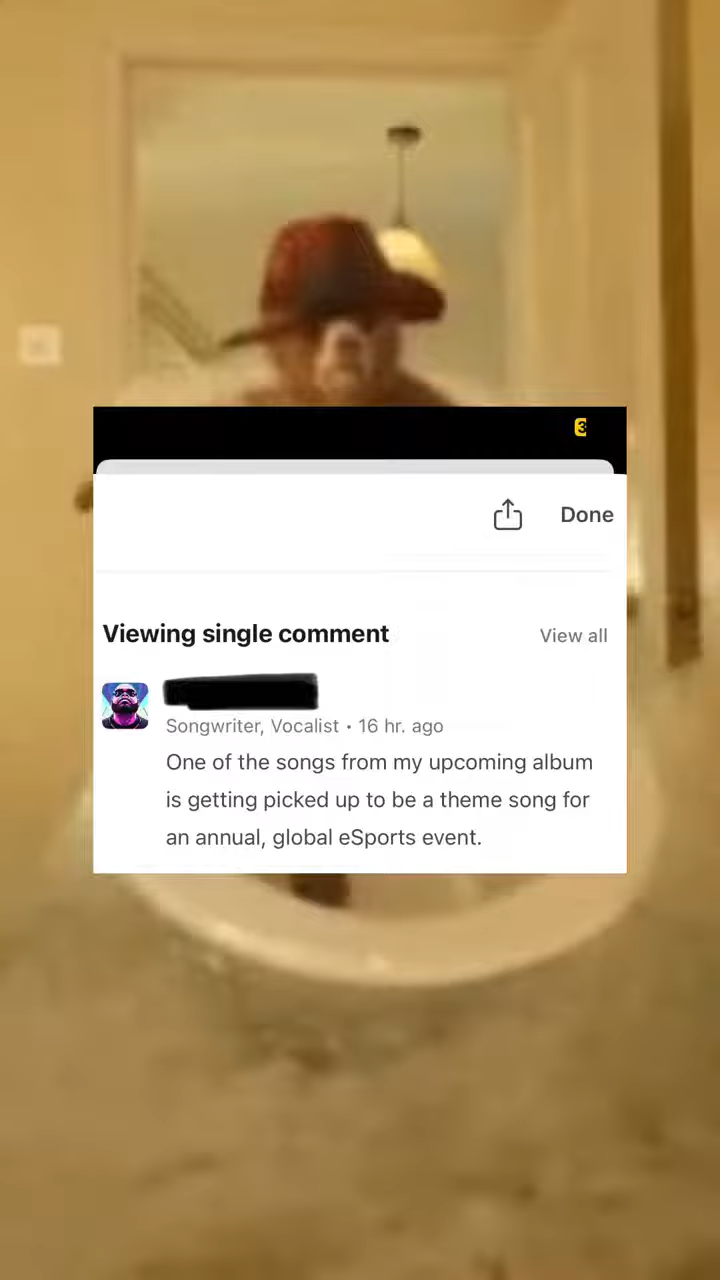 3
Done
Viewing single comment
View all
Songwriter, Vocalist • 16 hr. ago
One of the songs from my upcoming album
is getting picked up to be a theme song for
an annual, global eSports event.